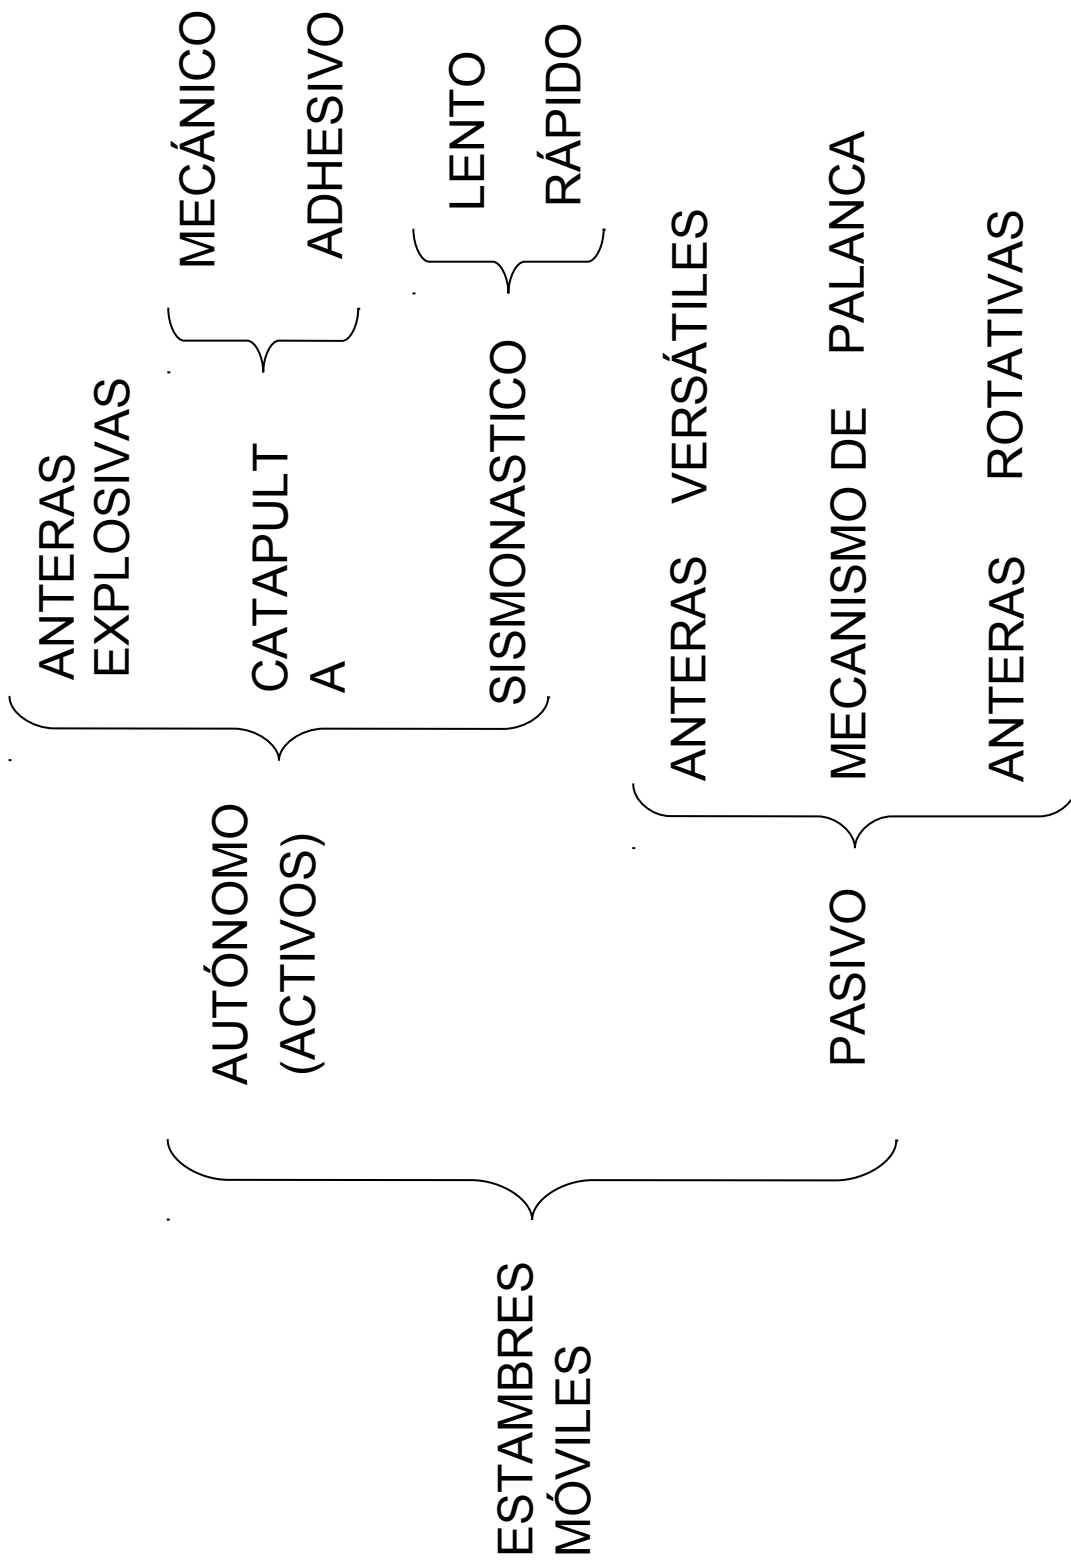 ESTAMBRES
MÓVILES
AUTÓNOMO
(ACTIVOS)
ANTERAS
EXPLOSIVAS
CATAPULT
A
MECÁNICO
ADHESIVO
SISMONASTICO
LENTO
RÁPIDO
PASIVO
ANTERAS VERSÁTILES
MECANISMO DE PALANCA
ANTERAS ROTATIVAS